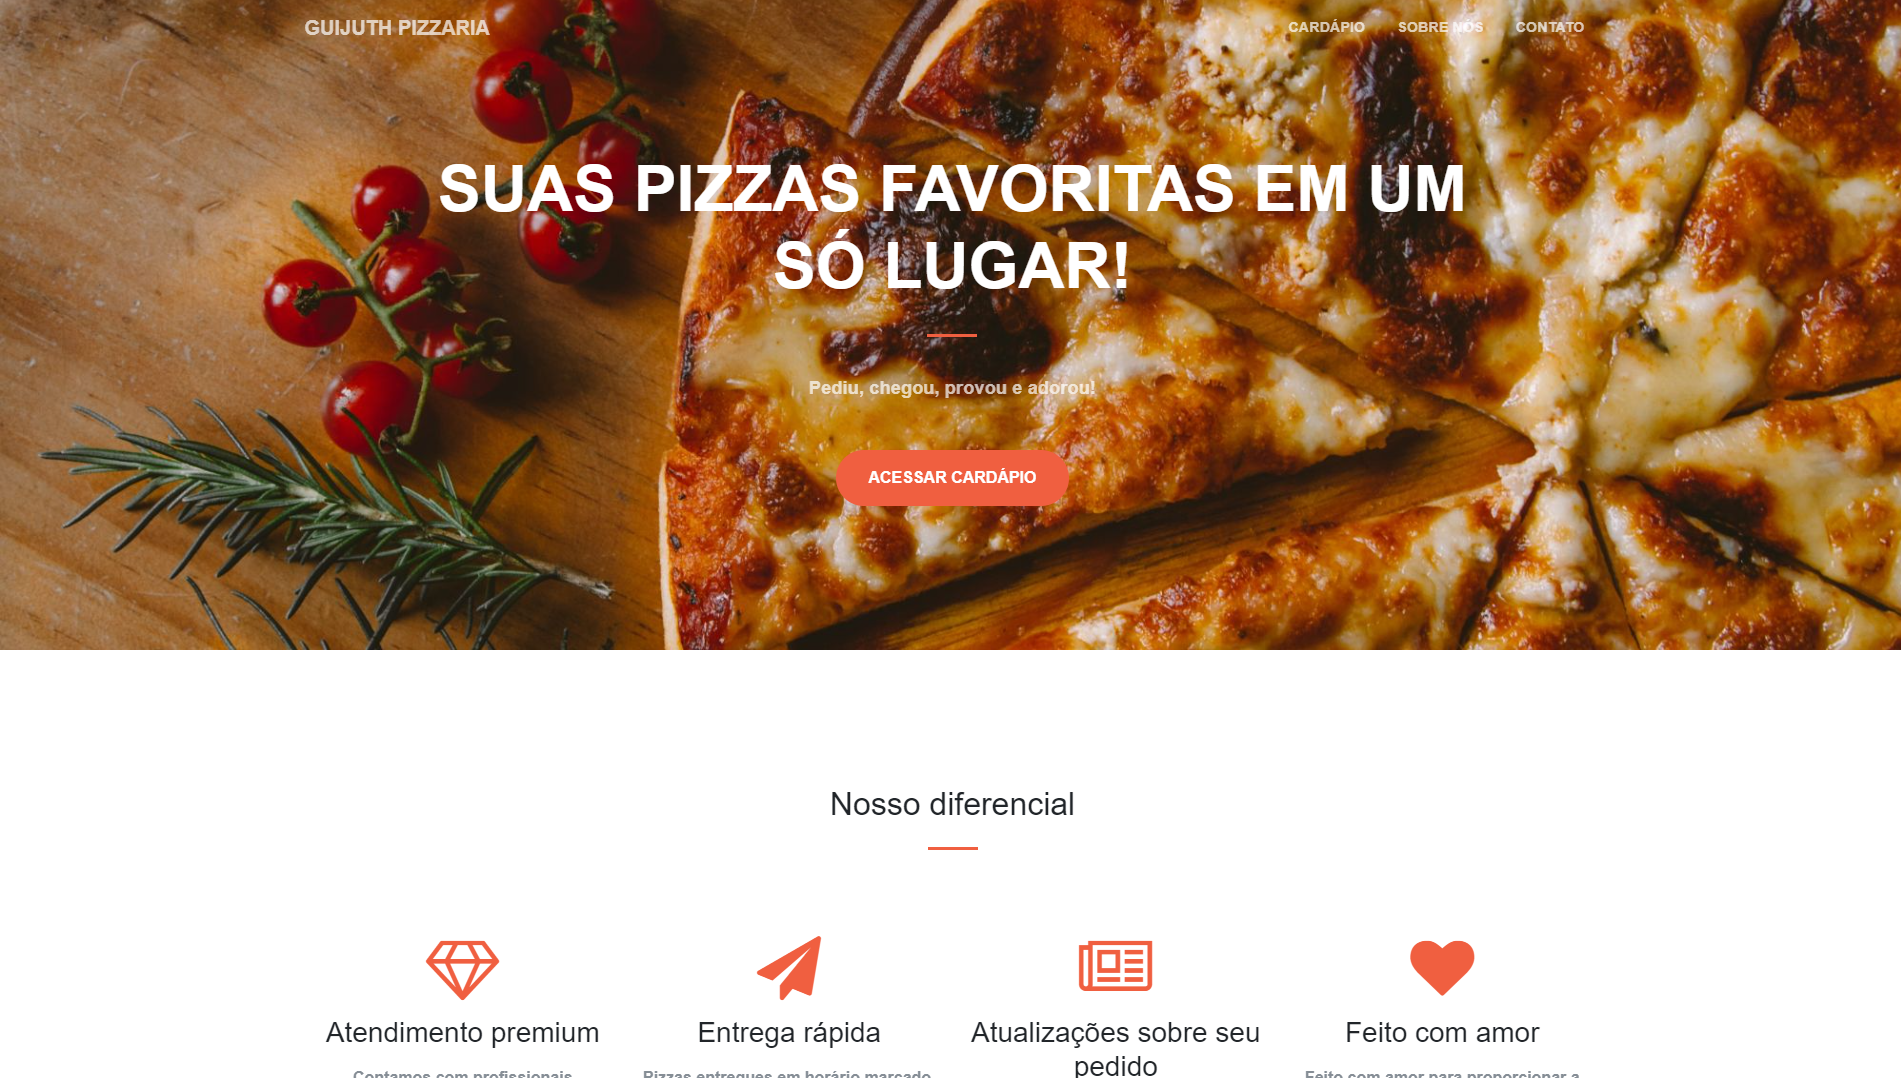 GUIJUTH PIZZARIA
CARDÁPIO SOBRE NÓS CONTATO
SUAS PIZZAS FAVORITAS EM UM
SÓ LUGAR!
Pediu, chegou, provou e adorou!
ACESSAR CARDÁPIO
Nosso diferencial
Atendimento premium
Entrega rápida
Atualizações sobre seu
pedido
Feito com amor
Contamos com profissionais
Pizzas entregues em horário marcado
Feito com amor para proporcionar a